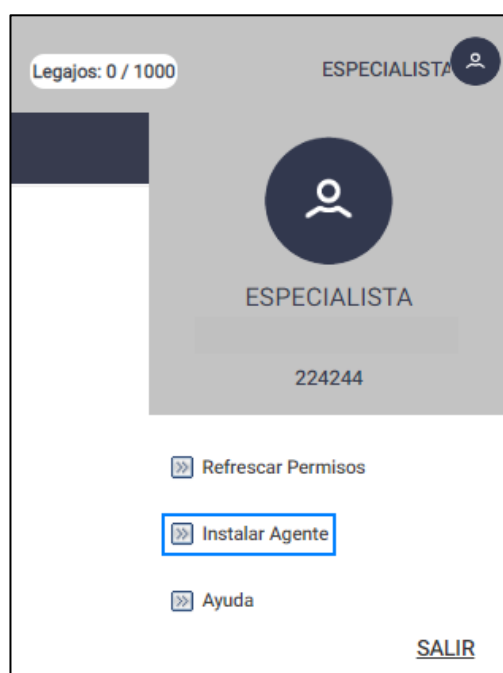 Legajos: 0 / 1000 ESPECIALISTA
ESPECIALISTA
224244
Refrescar Permisos
Instalar Agente
Ayuda
SALIR